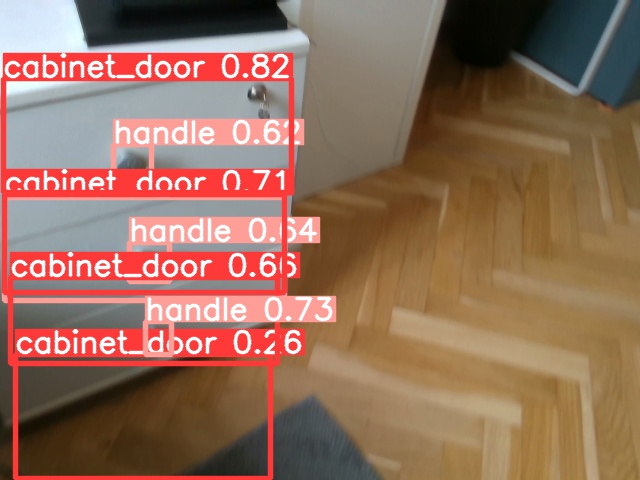 cabinet_door 0.82
handle 0.62
cabinet_door 0.71
handle 0.64
cabinet_door 0.66
handle 0.73
cabinet_door 0.26